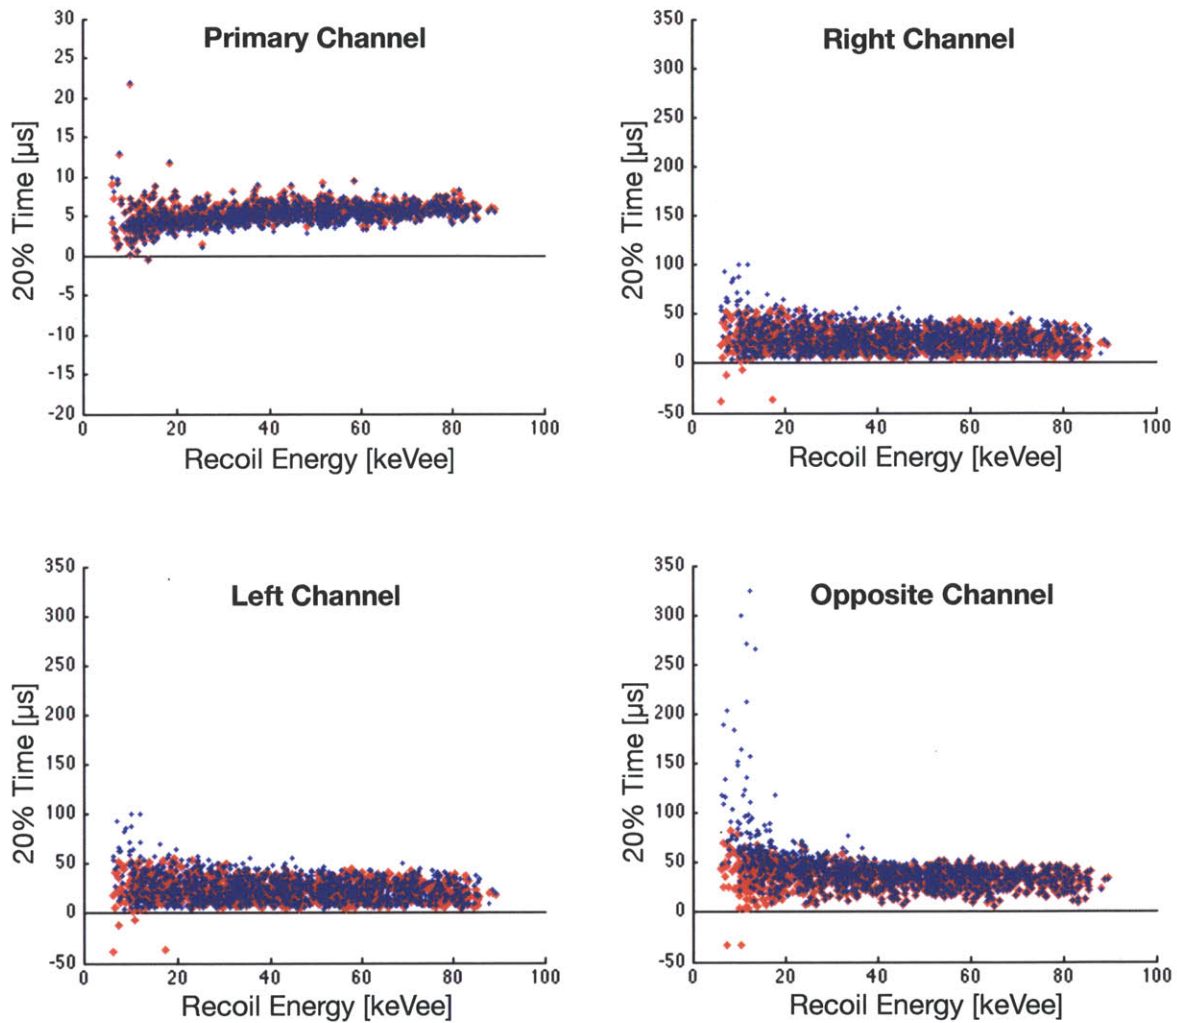 Primary Channel
20% Time [µs]
30
25
20
15
10
5
0
-5
-10
-15
-20
0 20 40 60 80 100
Recoil Energy [keVee]
Right Channel
20% Time [µs]
350
300
250
200
150
100
50
0
-50
0 20 40 60 80 100
Recoil Energy [keVee]
Left Channel
20% Time [µs]
350
300
250
200
150
100
50
0
-50
0 20 40 60 80 100
Recoil Energy [keVee]
Opposite Channel
20% Time [µs]
350
300
250
200
150
100
50
0
-50
0 20 40 60 80 100
Recoil Energy [keVee]